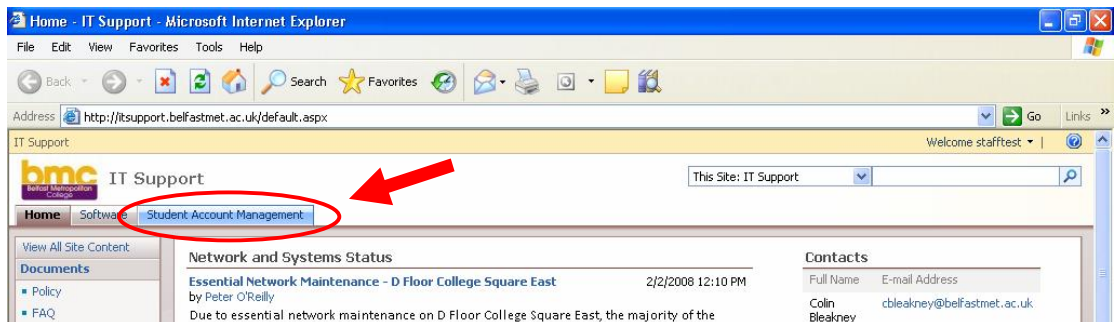 Home - IT Support - Microsoft Internet Explorer
File Edit View Favorites Tools Help
Back Search Favorites
Address http://itsupport.belfastmet.ac.uk/default.aspx Go Links »
IT Support Welcome stafftest
bmc IT Support This Site: IT Support
Belfast Metropolitan
College
Home Software Student Account Management
View All Site Content
Documents
Policy
FAQ
Network and Systems Status
Essential Network Maintenance - D Floor College Square East 2/2/2008 12:10 PM
by Peter O'Reilly
Due to essential network maintenance on D Floor College Square East, the majority of the
Contacts
Full Name E-mail Address
Colin cbleakney@belfastmet.ac.uk
Bleakney